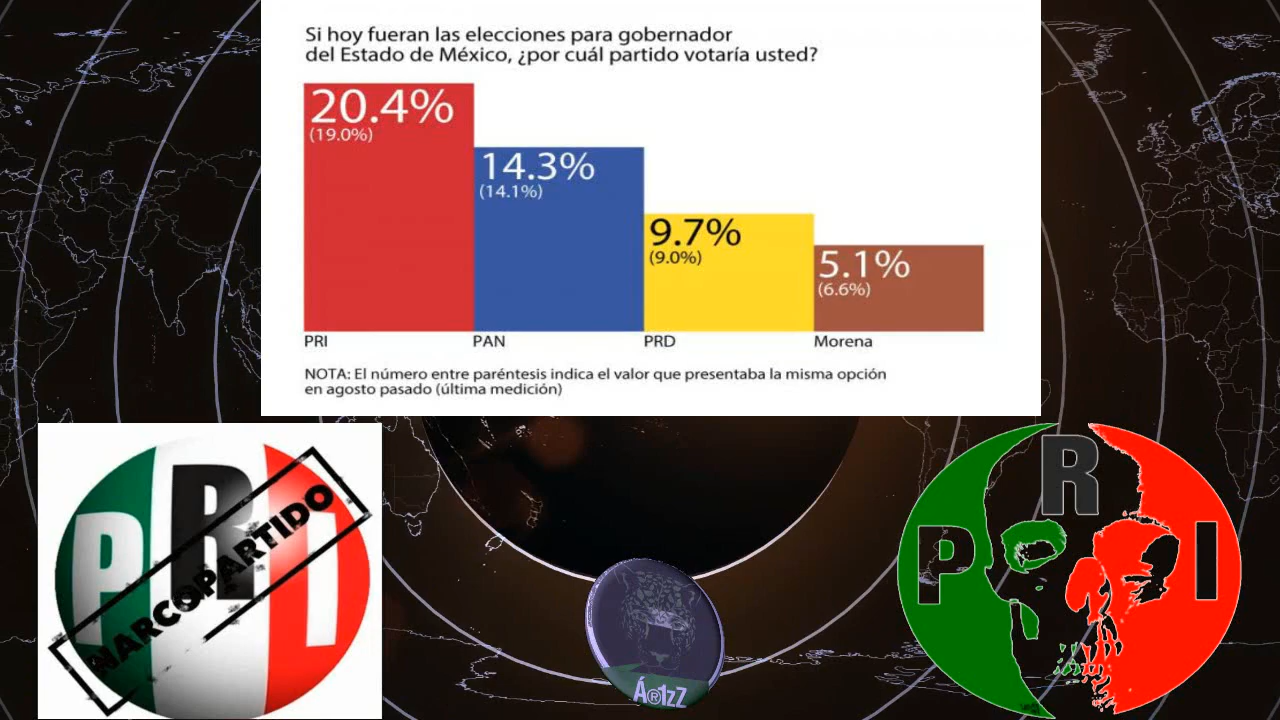 Si hoy fueran las elecciones para gobernador
del Estado de México, ¿por cuál partido votaría usted?
20.4%
(19.0%)
14.3%
(14.1%)
9.7%
(9.0%)
5.1%
(6.6%)
PRI
PAN
PRD
Morena
NOTA: El número entre paréntesis indica el valor que presentaba la misma opción
en agosto pasado (última medición)
PRI
NARCOPARTIDO
Á®1zZ
PRI